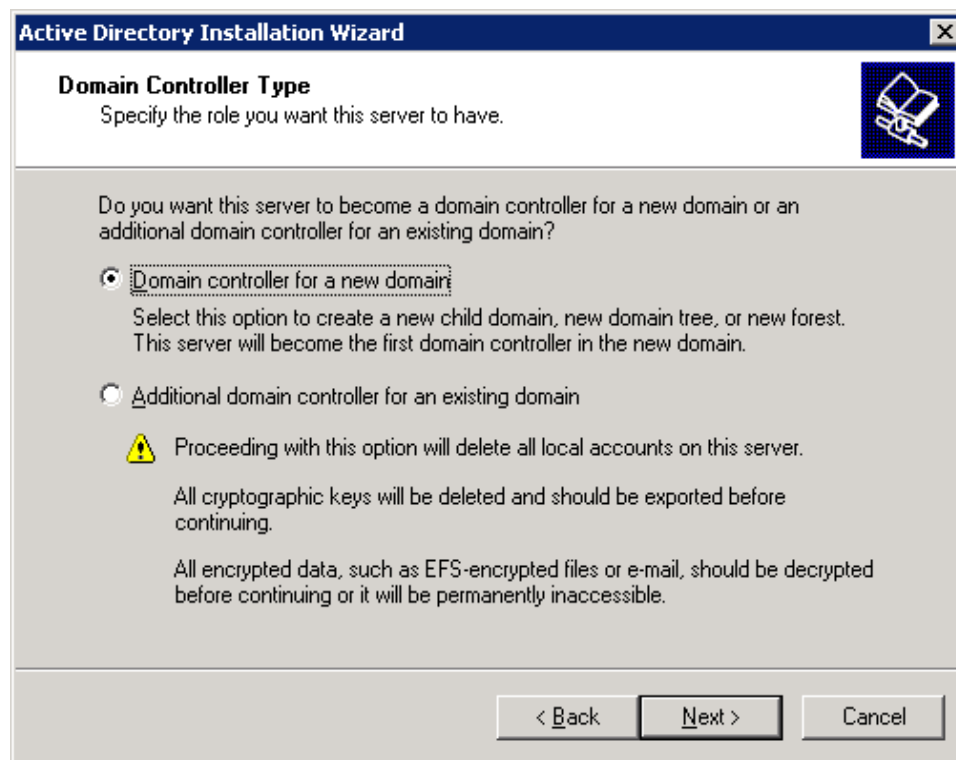 Active Directory Installation Wizard
Domain Controller Type
Specify the role you want this server to have.
Do you want this server to become a domain controller for a new domain or an
additional domain controller for an existing domain?
Domain controller for a new domain
Select this option to create a new child domain, new domain tree, or new forest.
This server will become the first domain controller in the new domain.
Additional domain controller for an existing domain
Proceeding with this option will delete all local accounts on this server.
All cryptographic keys will be deleted and should be exported before
continuing.
All encrypted data, such as EFS-encrypted files or e-mail, should be decrypted
before continuing or it will be permanently inaccessible.
< Back Next > Cancel